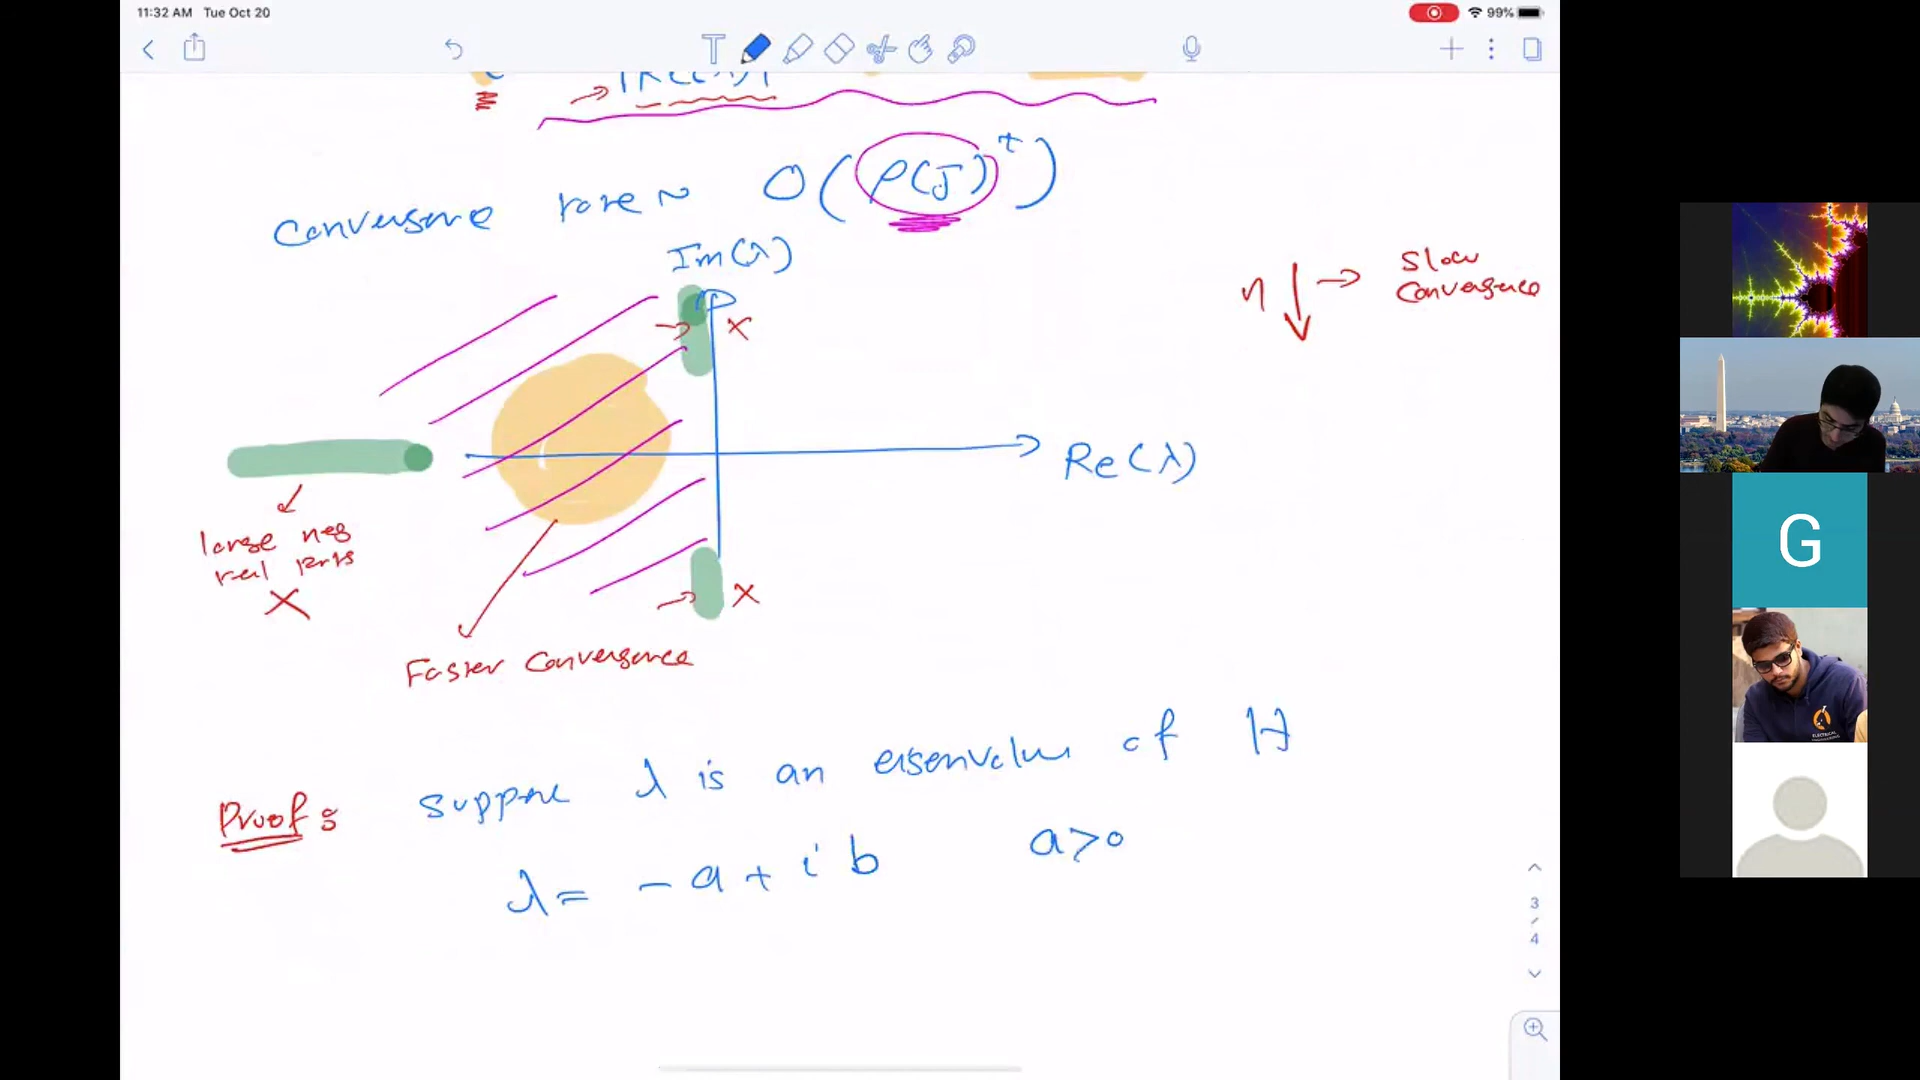 11:32 AM Tue Oct 20
99%
Convergence rate ~ O(ρ(J)^t)
Im(λ)
η ↓ → Slow
Convergence
X
Re(λ)
large neg
real parts
X
X
Faster Convergence
Proof: suppose λ is an eigenvalue of H
λ = -a + i b a>0
3
4
G